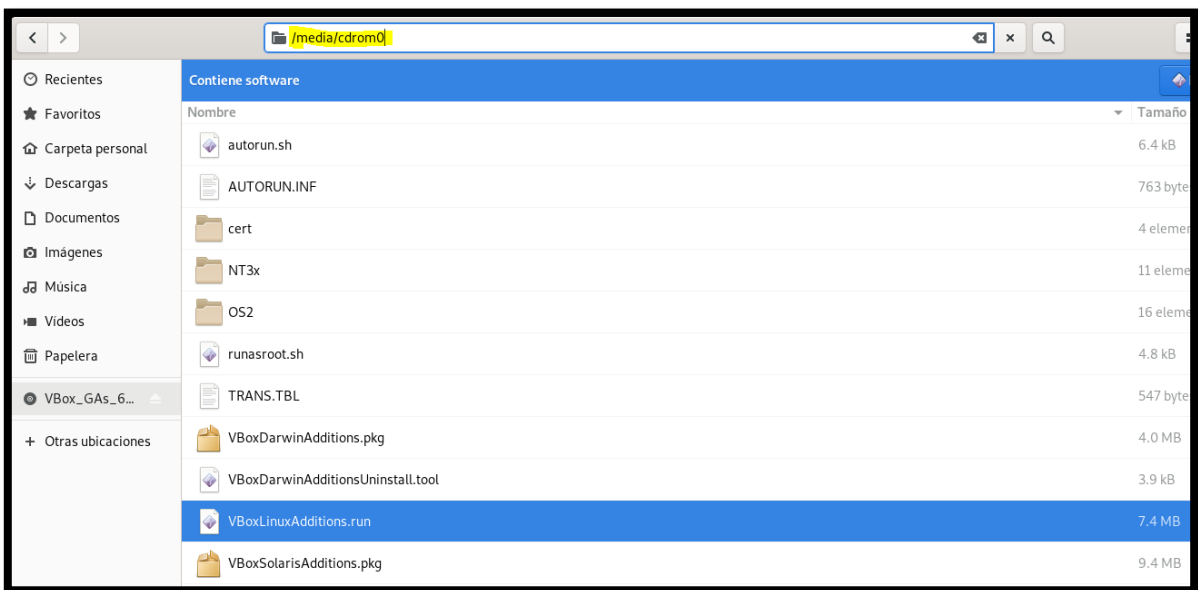 /media/cdrom0
Recientes
Favoritos
Carpeta personal
Descargas
Documentos
Imágenes
Música
Vídeos
Papelera
VBox_GAs_6...
+ Otras ubicaciones
Contiene software
Nombre Tamaño
autorun.sh 6.4 kB
AUTORUN.INF 763 byte
cert 4 elemen
NT3x 11 eleme
OS2 16 eleme
runasroot.sh 4.8 kB
TRANS.TBL 547 byte
VBoxDarwinAdditions.pkg 4.0 MB
VBoxDarwinAdditionsUninstall.tool 3.9 kB
VBoxLinuxAdditions.run 7.4 MB
VBoxSolarisAdditions.pkg 9.4 MB